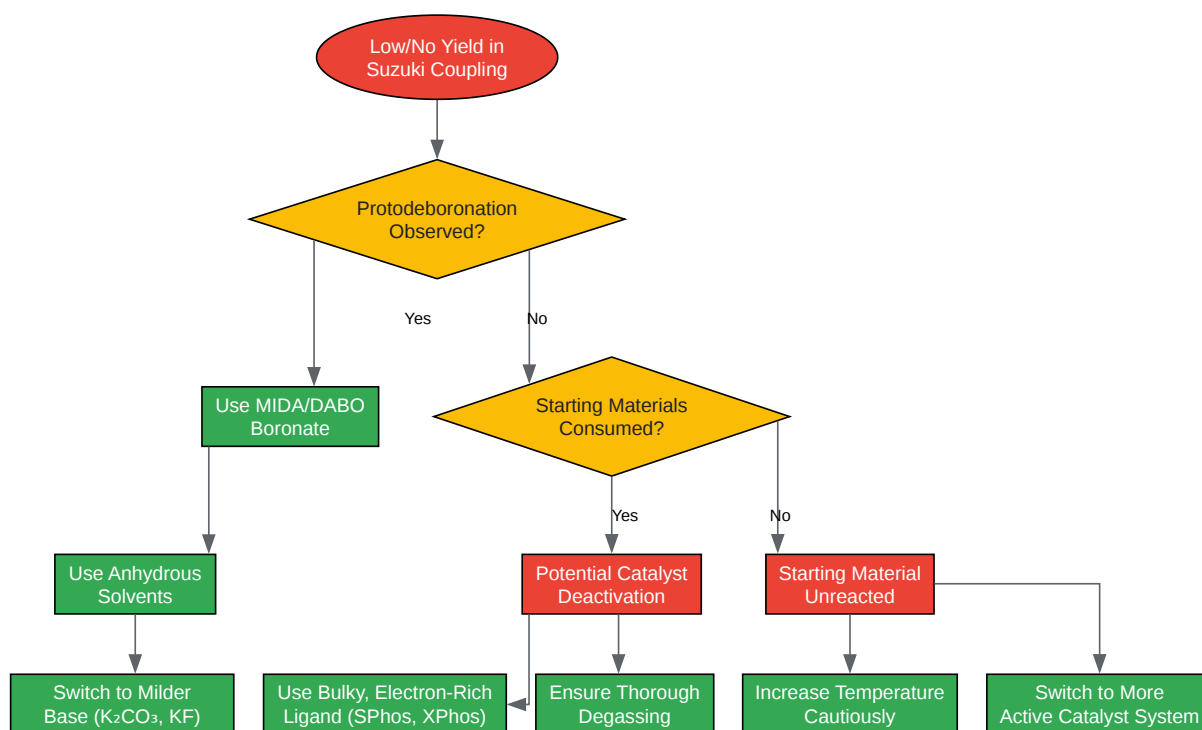 Low/No Yield in
Suzuki Coupling
Protodeboronation
Observed?
Yes
No
Use MIDA/DABO
Boronate
Starting Materials
Consumed?
Yes
No
Use Anhydrous
Solvents
Potential Catalyst
Deactivation
Starting Material
Unreacted
Switch to Milder
Base (K₂CO₃, KF)
Use Bulky, Electron-Rich
Ligand (SPhos, XPhos)
Ensure Thorough
Degassing
Increase Temperature
Cautiously
Switch to More
Active Catalyst System